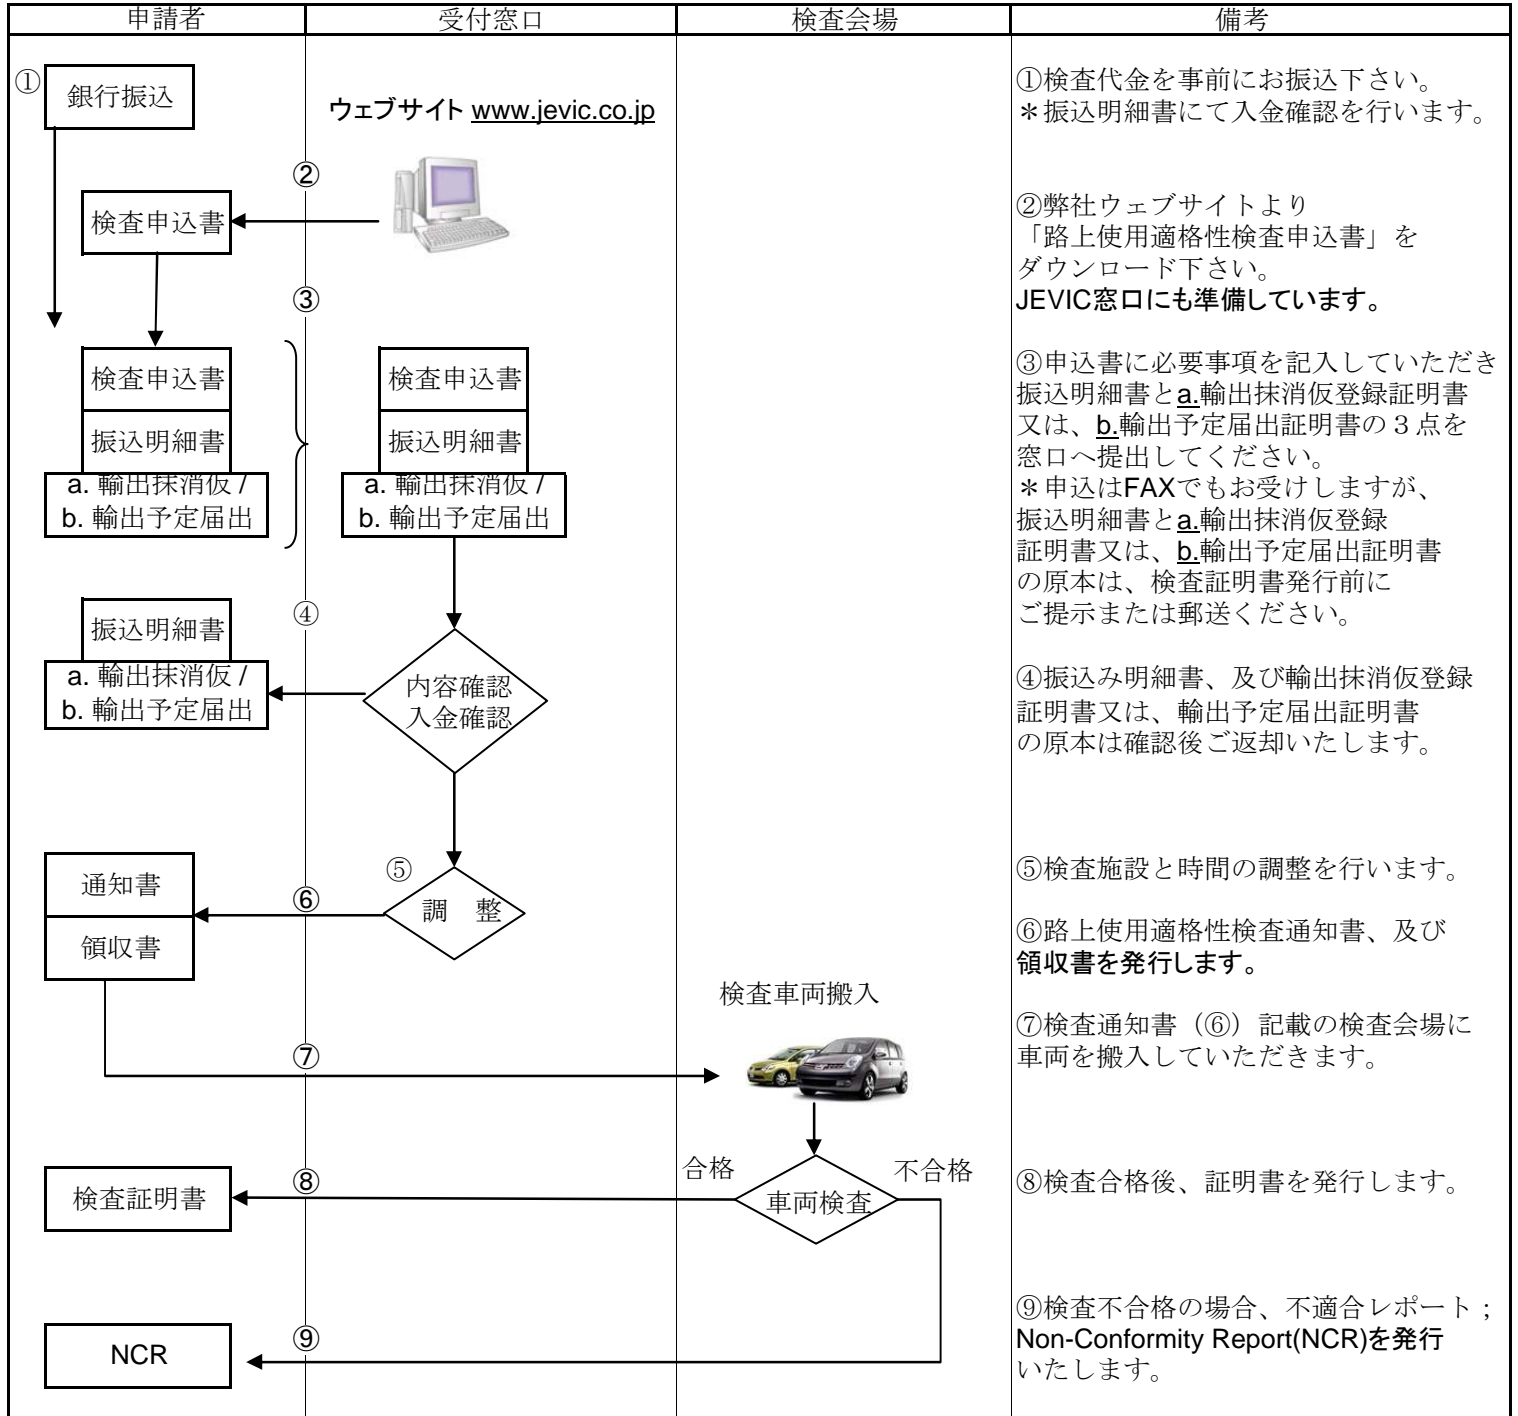 申請者
受付窓口
検査会場
備考
①
銀行振込
ウェブサイト www.jevic.co.jp
①検査代金を事前にお振込下さい。
＊振込明細書にて入金確認を行います。
②
検査申込書
②弊社ウェブサイトより
「路上使用適格性検査申込書」を
ダウンロード下さい。
JEVIC窓口にも準備しています。
③
検査申込書
振込明細書
a. 輸出抹消仮 /
b. 輸出予定届出
検査申込書
振込明細書
a. 輸出抹消仮 /
b. 輸出予定届出
③申込書に必要事項を記入していただき
振込明細書とa.輸出抹消仮登録証明書
又は、b.輸出予定届出証明書の３点を
窓口へ提出してください。
＊申込はFAXでもお受けしますが、
振込明細書とa.輸出抹消仮登録
証明書又は、b.輸出予定届出証明書
の原本は、検査証明書発行前に
ご提示または郵送ください。
④
振込明細書
a. 輸出抹消仮 /
b. 輸出予定届出
内容確認
入金確認
④振込み明細書、及び輸出抹消仮登録
証明書又は、輸出予定届出証明書
の原本は確認後ご返却いたします。
⑤
調　整
⑤検査施設と時間の調整を行います。
⑥
通知書
領収書
⑥路上使用適格性検査通知書、及び
領収書を発行します。
検査車両搬入
⑦
⑦検査通知書（⑥）記載の検査会場に
車両を搬入していただきます。
合格
不合格
車両検査
⑧
検査証明書
⑧検査合格後、証明書を発行します。
⑨
NCR
⑨検査不合格の場合、不適合レポート；
Non-Conformity Report(NCR)を発行
いたします。